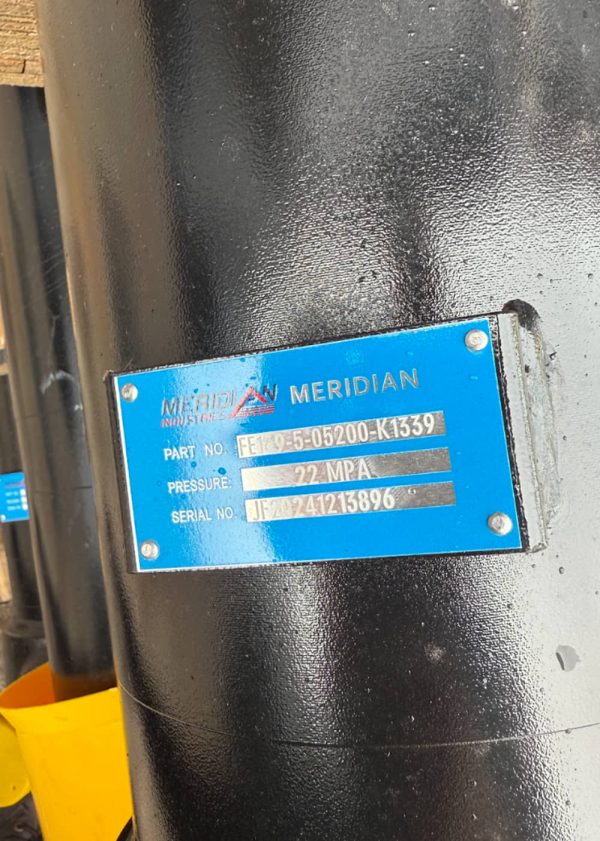 MERIDIAN MERIDIAN
INDUSTRIES
PART NO.
PRESSURE: 22 MPA
SERIAL NO.